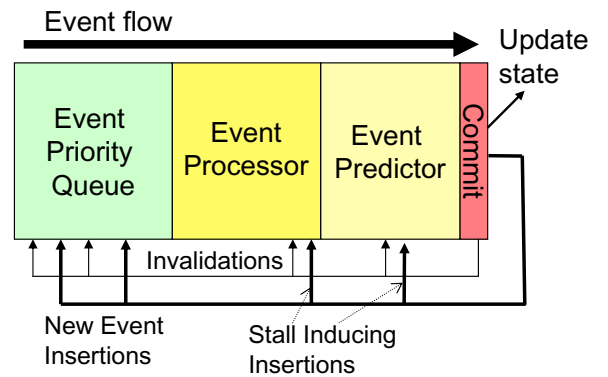 Event flow
Update
state
Event
Priority
Queue
Event
Processor
Event
Predictor
Commit
Invalidations
New Event
Insertions
Stall Inducing
Insertions